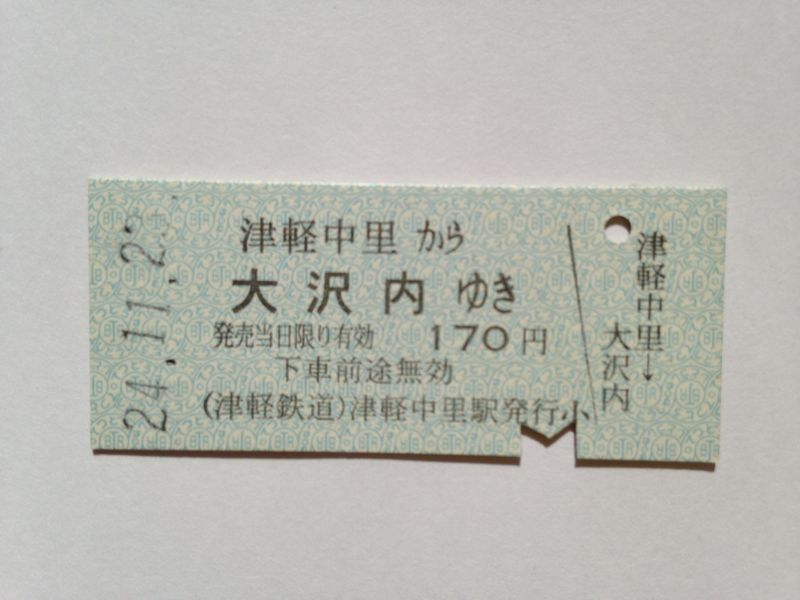 津軽中里から
大沢内ゆき
発売当日限り有効 170円
下車前途無効
(津軽鉄道)津軽中里駅発行
小
津軽中里→
大沢内
24.11.2